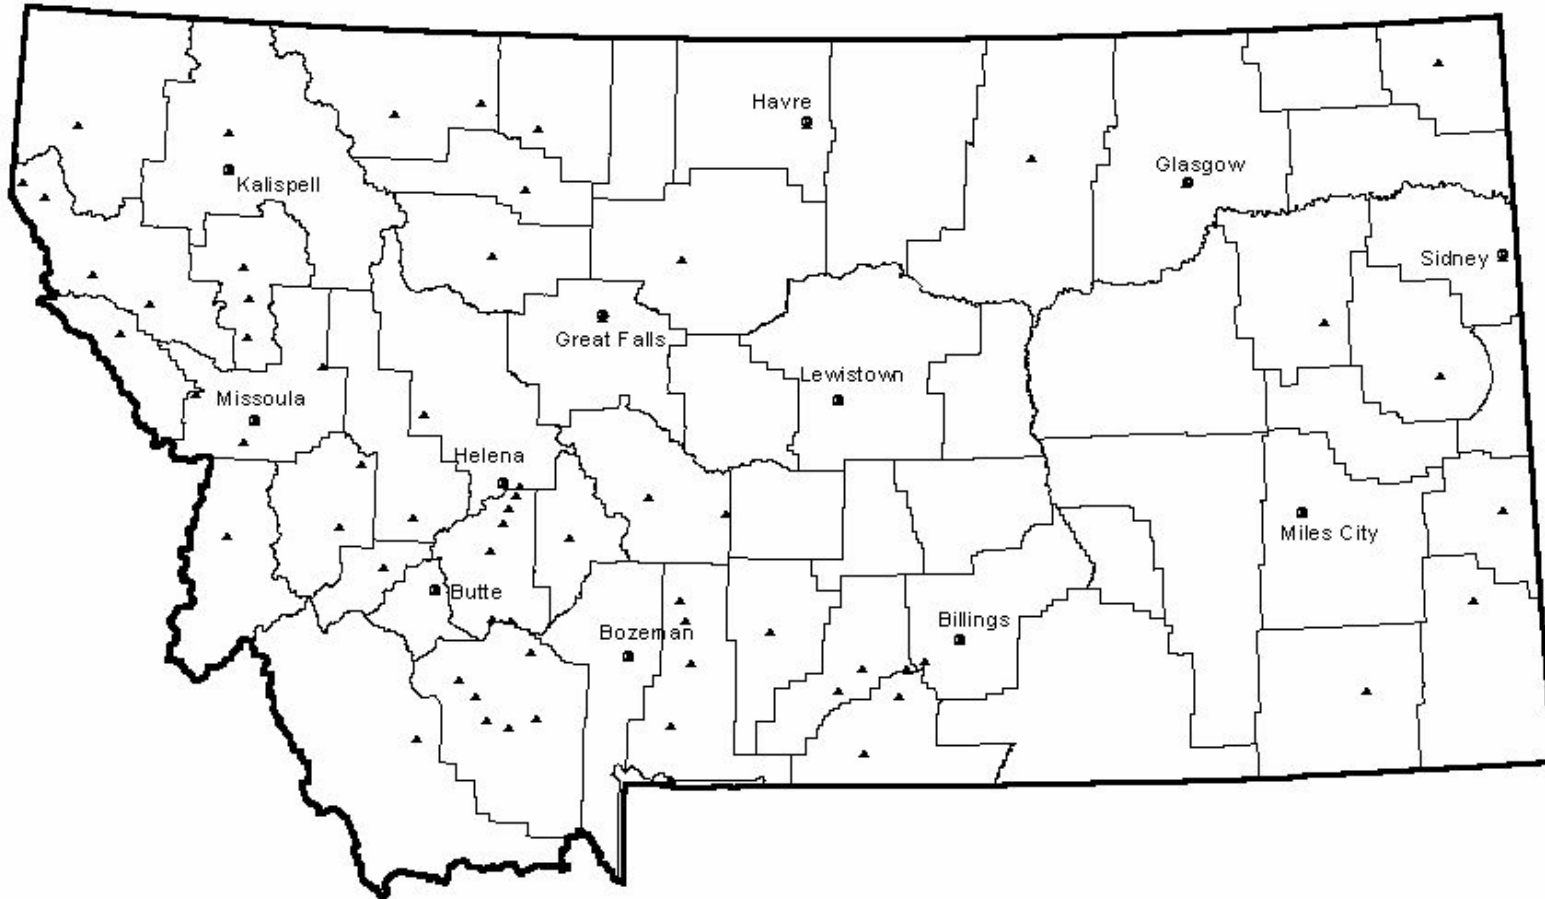 Havre
Glasgow
Kalispell
Sidney
Great Falls
Lewistown
Missoula
Helena
Miles City
Butte
Billings
Bozeman